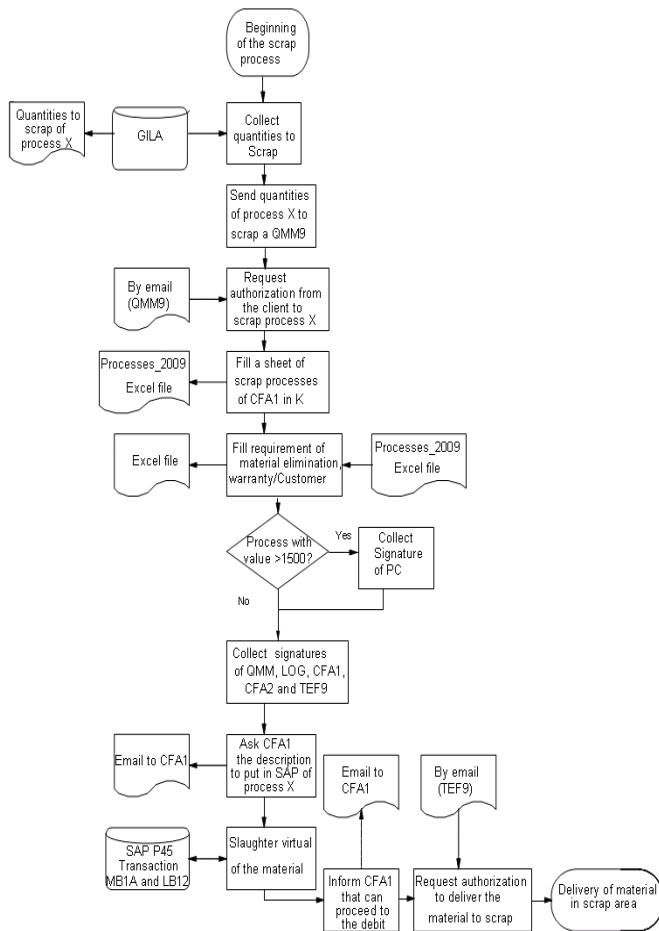 Beginning
of the scrap
process
Quantities to
scrap of
process X
GILA
Collect
quantities to
Scrap
Send quantities
of process X to
scrap a QMM9
By email
(QMM9)
Request
authorization from
the client to
scrap process X
Processes_2009
Excel file
Fill a sheet of
scrap processes
of CFA1 in K
Excel file
Fill requirement of
material elimination,
warranty/Customer
Processes_2009
Excel file
Process with
value >1500?
Yes
Collect
Signature
of PC
No
Collect signatures
of QMM, LOG, CFA1,
CFA2 and TEF9
Email to CFA1
Ask CFA1
the description
to put in SAP of
process X
Email to
CFA1
By email
(TEF9)
SAP P45
Transaction
MB1A and LB12
Slaughter virtual
of the material
Inform CFA1
that can
proceed to
the debit
Request authorization
to deliver the
material to scrap
Delivery of material
in scrap area